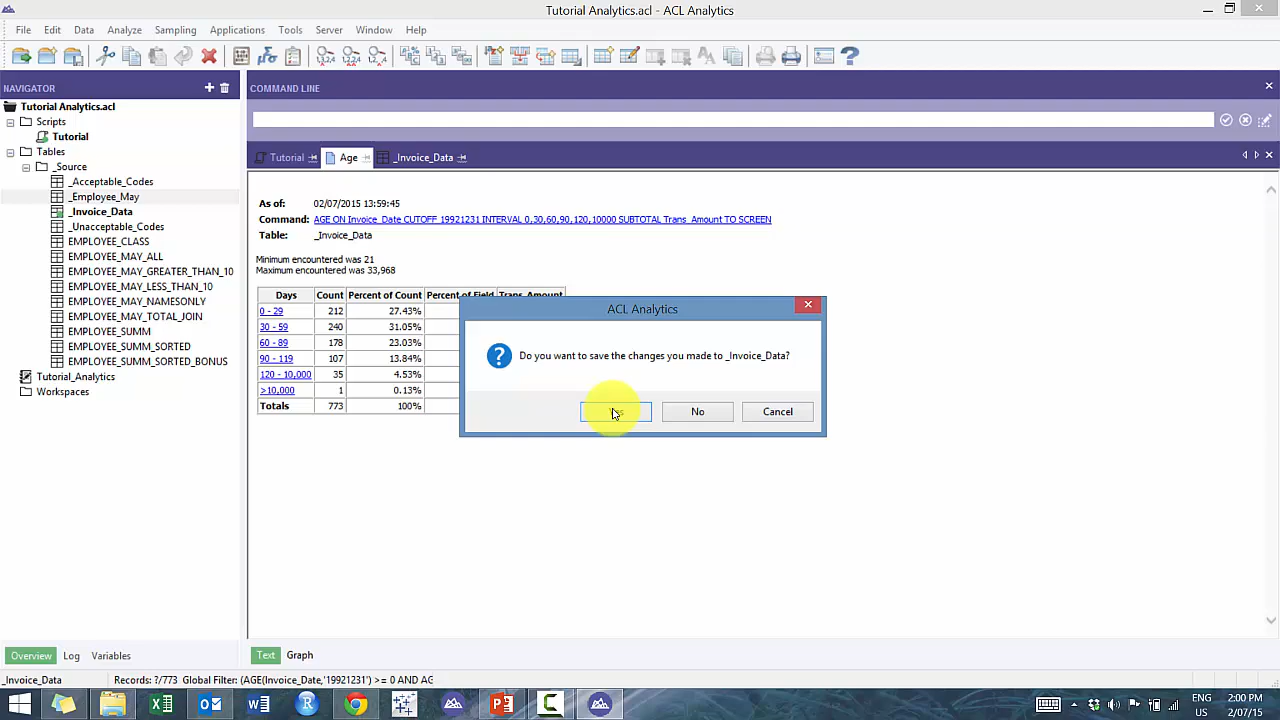 Tutorial Analytics.acl - ACL Analytics
File Edit Data Analyze Sampling Applications Tools Server Window Help
NAVIGATOR
Tutorial Analytics.acl
Scripts
Tutorial
Tables
_Source
_Acceptable_Codes
_Employee_May
_Invoice_Data
_Unacceptable_Codes
EMPLOYEE_CLASS
EMPLOYEE_MAY_ALL
EMPLOYEE_MAY_GREATER_THAN_10
EMPLOYEE_MAY_LESS_THAN_10
EMPLOYEE_MAY_NAMESONLY
EMPLOYEE_MAY_TOTAL_JOIN
EMPLOYEE_SUMM
EMPLOYEE_SUMM_SORTED
EMPLOYEE_SUMM_SORTED_BONUS
Tutorial_Analytics
Workspaces
Overview Log Variables
COMMAND LINE
Tutorial Age _Invoice_Data
As of: 02/07/2015 13:59:45
Command: AGE ON Invoice_Date CUTOFF 19921231 INTERVAL 0,30,60,90,120,10000 SUBTOTAL Trans_Amount TO SCREEN
Table: _Invoice_Data
Minimum encountered was 21
Maximum encountered was 33,968
Days Count Percent of Count Percent of Field Trans_Amount
0 - 29 212 27.43%
30 - 59 240 31.05%
60 - 89 178 23.03%
90 - 119 107 13.84%
120 - 10,000 35 4.53%
>10,000 1 0.13%
Totals 773 100%
ACL Analytics
Do you want to save the changes you made to _Invoice_Data?
Yes No Cancel
Text Graph
_Invoice_Data Records: ?/773 Global Filter: (AGE(Invoice_Date,'19921231') >= 0 AND AG
ENG 2:00 PM
US 2/07/15